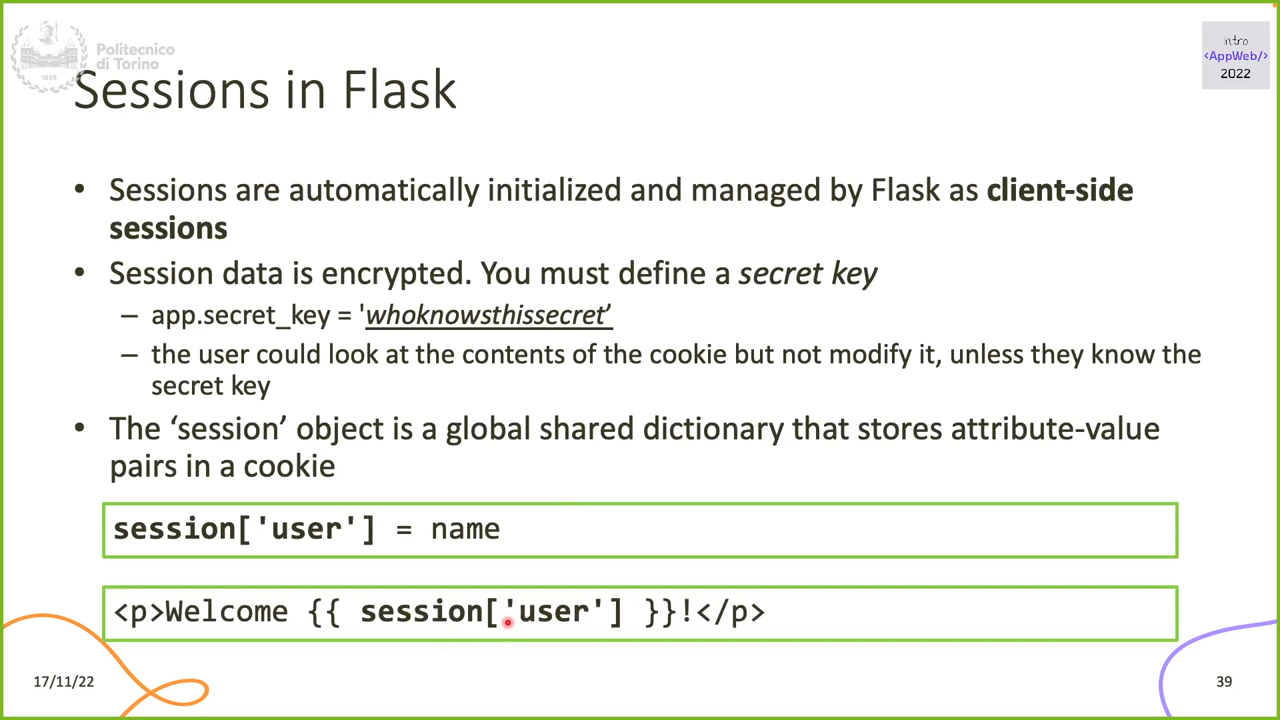 Politecnico
di Torino
1859
intro
<AppWeb/>
2022
Sessions in Flask
• Sessions are automatically initialized and managed by Flask as client-side
sessions
• Session data is encrypted. You must define a secret key
– app.secret_key = 'whoknowsthissecret’
– the user could look at the contents of the cookie but not modify it, unless they know the
secret key
• The ‘session’ object is a global shared dictionary that stores attribute-value
pairs in a cookie
session['user'] = name
<p>Welcome {{ session['user'] }}!</p>
17/11/22
39